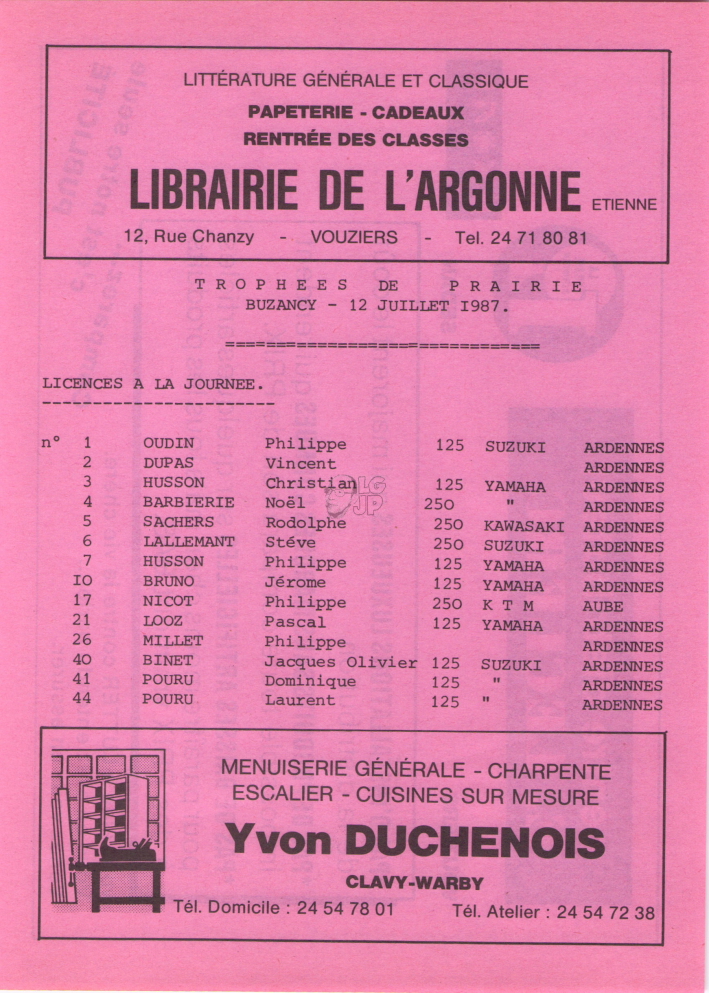 LITTÉRATURE GÉNÉRALE ET CLASSIQUE
PAPETERIE - CADEAUX
RENTRÉE DES CLASSES
LIBRAIRIE DE L'ARGONNE ETIENNE
12, Rue Chanzy - VOUZIERS - Tel. 24 71 80 81
TROPHEES DE PRAIRIE
BUZANCY - 12 JUILLET I987.
================================
LICENCES A LA JOURNEE.
-----------------------
n° 1 OUDIN Philippe 125 SUZUKI ARDENNES
2 DUPAS Vincent ARDENNES
3 HUSSON Christian 125 YAMAHA ARDENNES
4 BARBIERIE Noël 250 " ARDENNES
5 SACHERS Rodolphe 250 KAWASAKI ARDENNES
6 LALLEMANT Stéve 250 SUZUKI ARDENNES
7 HUSSON Philippe 125 YAMAHA ARDENNES
IO BRUNO Jérome 125 YAMAHA ARDENNES
17 NICOT Philippe 250 K T M AUBE
21 LOOZ Pascal 125 YAMAHA ARDENNES
26 MILLET Philippe ARDENNES
40 BINET Jacques Olivier 125 SUZUKI ARDENNES
41 POURU Dominique 125 " ARDENNES
44 POURU Laurent 125 " ARDENNES
LG
JP
MENUISERIE GÉNÉRALE - CHARPENTE
ESCALIER - CUISINES SUR MESURE
Yvon DUCHENOIS
CLAVY-WARBY
Tél. Domicile : 24 54 78 01 Tél. Atelier : 24 54 72 38